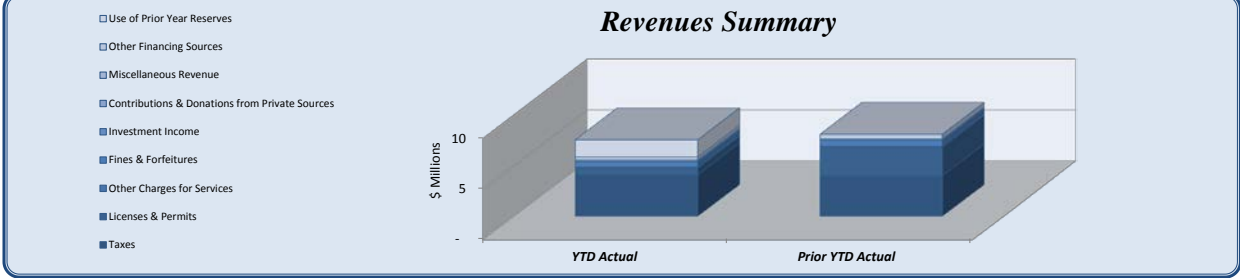 Revenues Summary
Use of Prior Year Reserves
Other Financing Sources
Miscellaneous Revenue
Contributions & Donations from Private Sources
Investment Income
Fines & Forfeitures
Other Charges for Services
Licenses & Permits
Taxes
$ Millions
10
5
-
YTD Actual
Prior YTD Actual